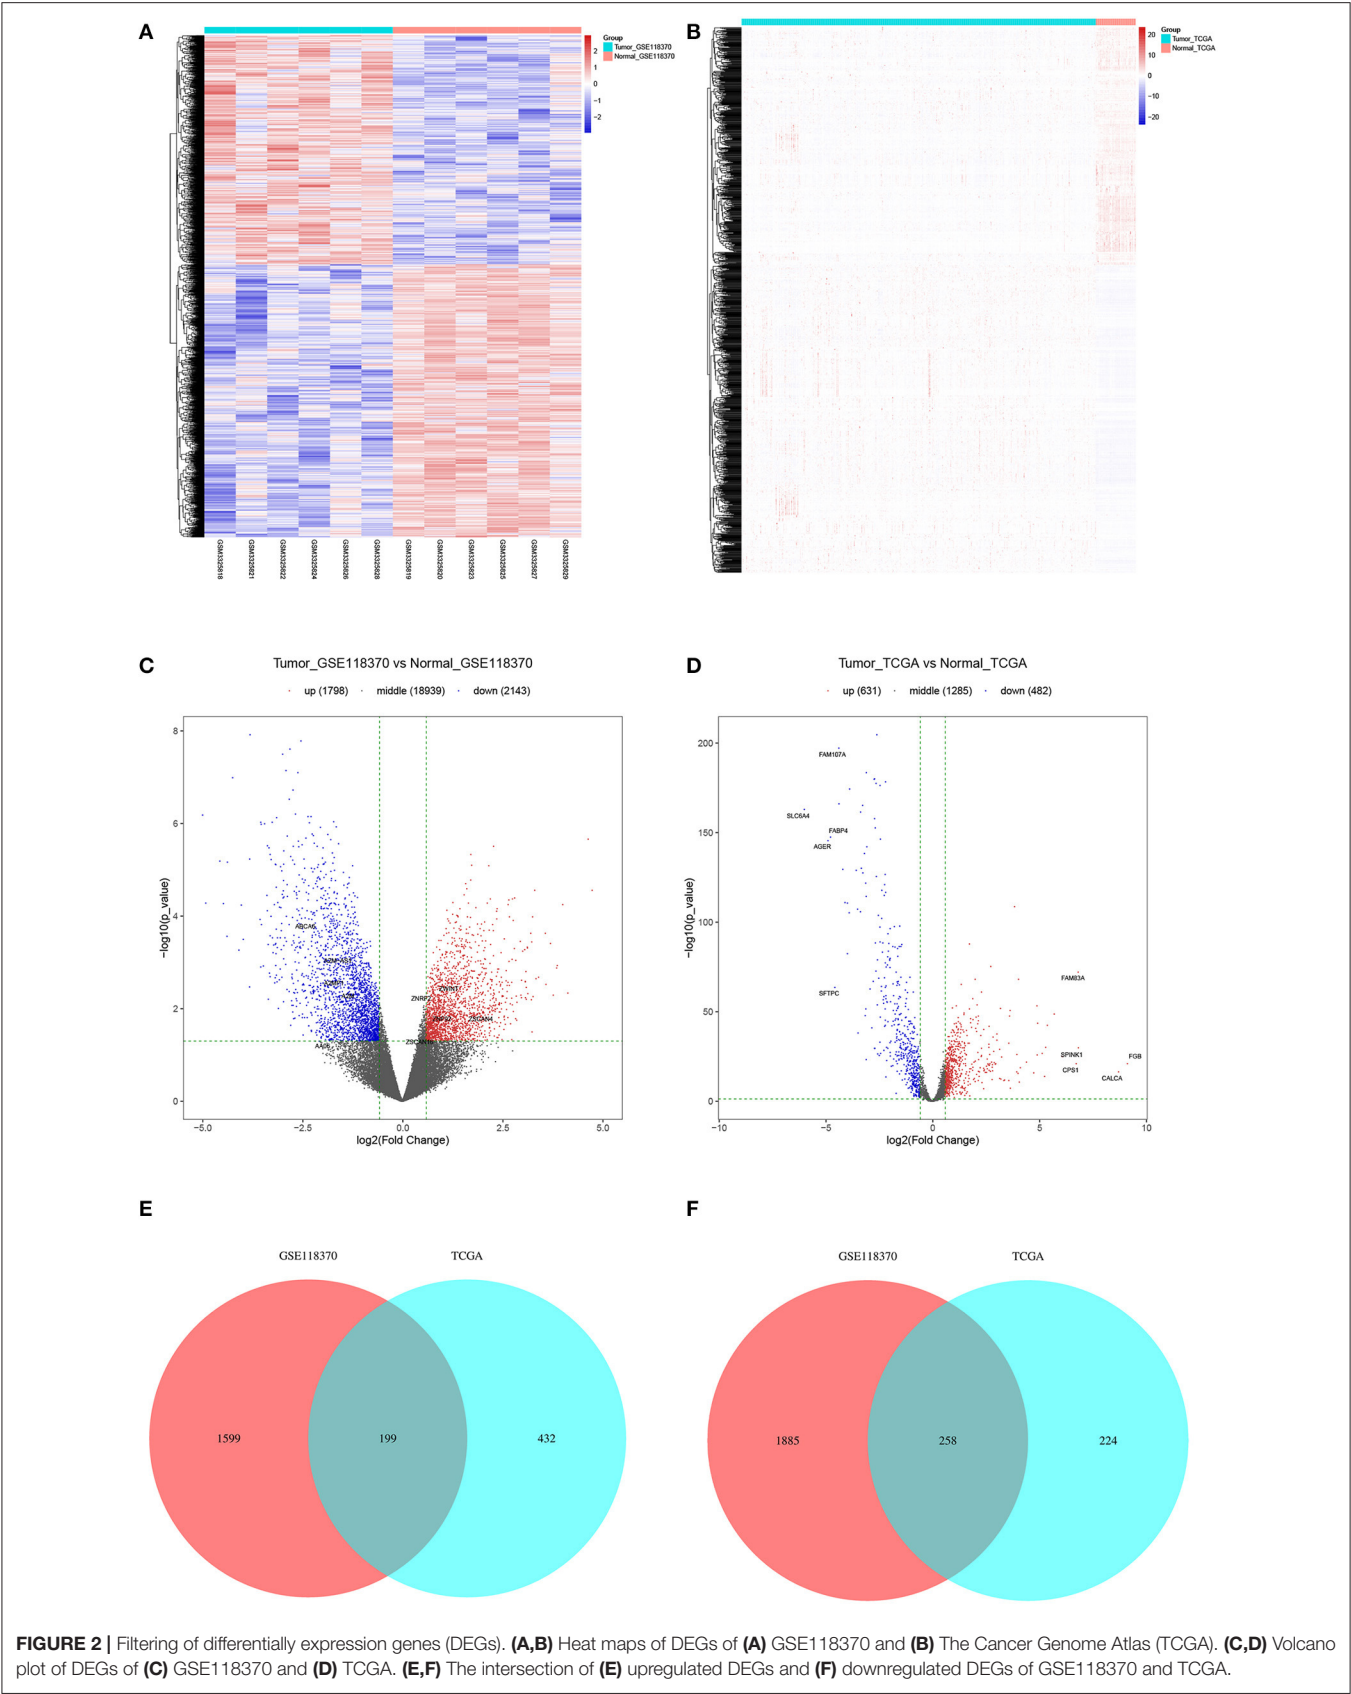 A
B
Group
Tumor_GSE118370
Normal_GSE118370
2
1
0
−1
−2
Group
Tumor_TCGA
Normal_TCGA
20
10
0
−10
−20
GSM3325818
GSM3325821
GSM3325822
GSM3325824
GSM3325826
GSM3325828
GSM3325819
GSM3325820
GSM3325823
GSM3325825
GSM3325827
GSM3325829
C
Tumor_GSE118370 vs Normal_GSE118370
up (1798) middle (18939) down (2143)
8
6
4
2
0
−log10(p_value)
ZNRF2
ZWINT
ZSCAN4
−5.0 −2.5 0.0 2.5 5.0
log2(Fold Change)
D
Tumor_TCGA vs Normal_TCGA
up (631) middle (1285) down (482)
200
150
100
50
0
−log10(p_value)
FAM107A
SLC6A4
FABP4
AGER
SFTPC
FAM83A
SPINK1
FGB
CPS1
CALCA
−10 −5 0 5 10
log2(Fold Change)
E
GSE118370 TCGA
1599 199 432
F
GSE118370 TCGA
1885 258 224
FIGURE 2 | Filtering of differentially expression genes (DEGs). (A,B) Heat maps of DEGs of (A) GSE118370 and (B) The Cancer Genome Atlas (TCGA). (C,D) Volcano
plot of DEGs of (C) GSE118370 and (D) TCGA. (E,F) The intersection of (E) upregulated DEGs and (F) downregulated DEGs of GSE118370 and TCGA.